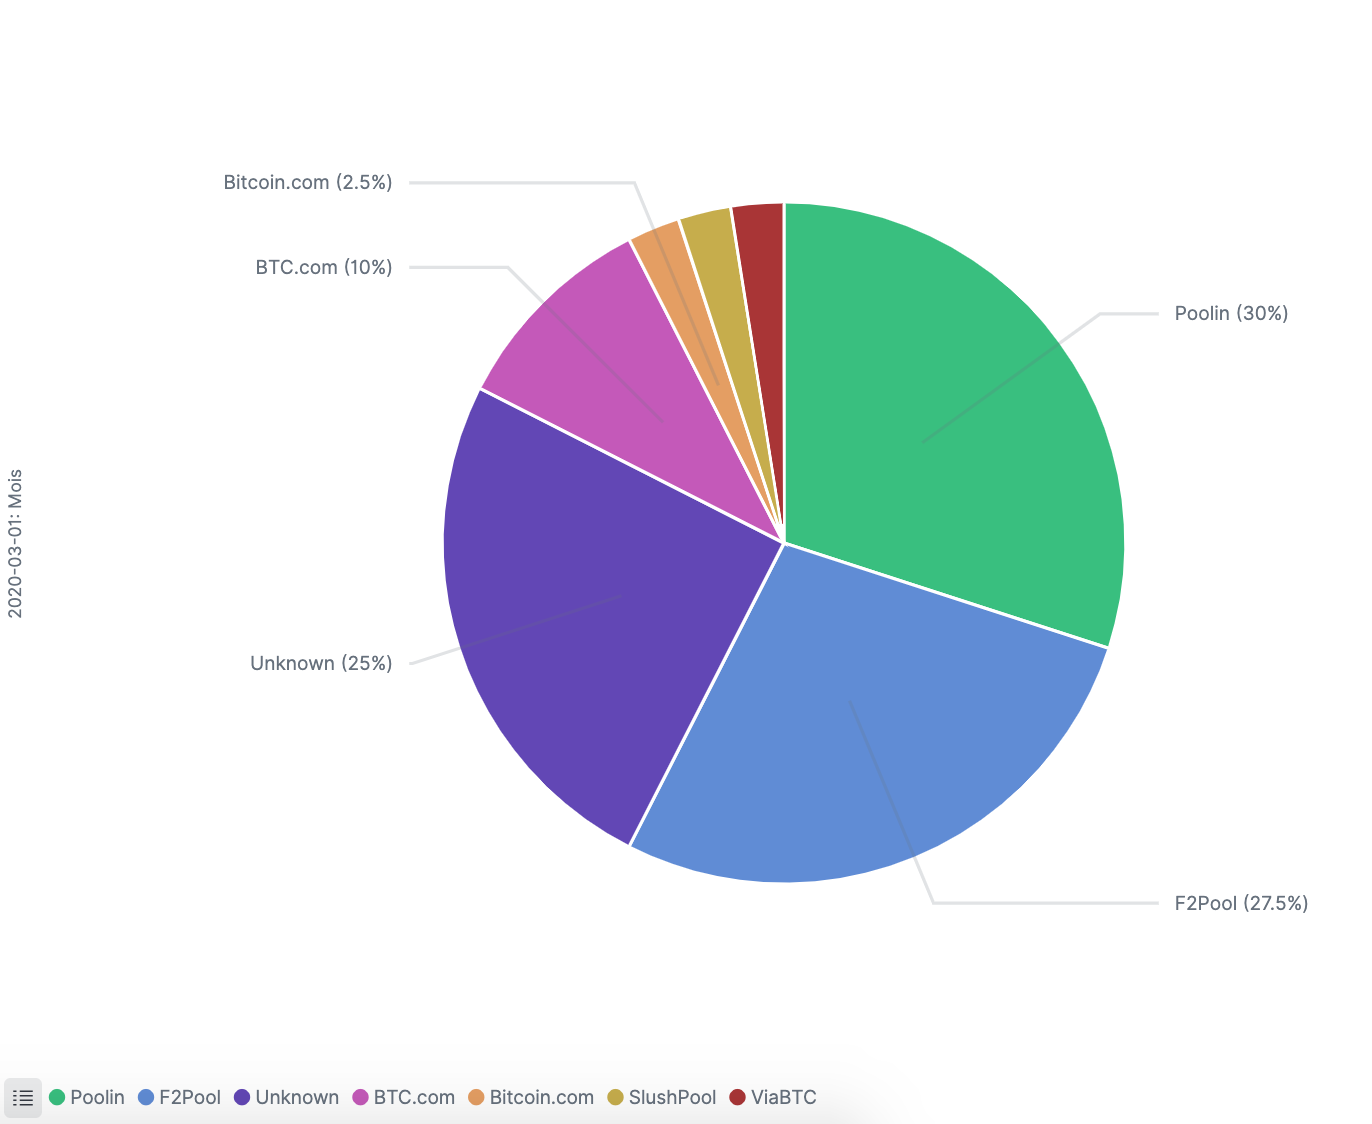 Bitcoin.com (2.5%)
BTC.com (10%)
Poolin (30%)
2020-03-01: Mois
Unknown (25%)
F2Pool (27.5%)
Poolin F2Pool Unknown BTC.com Bitcoin.com SlushPool ViaBTC